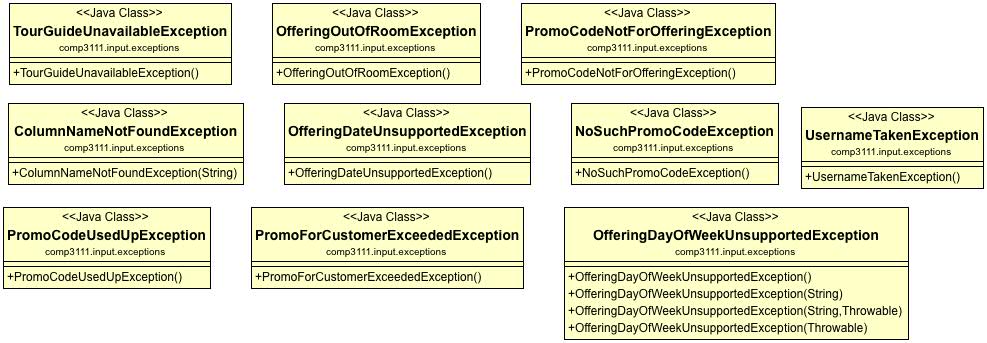 <<Java Class>>
TourGuideUnavailableException
comp3111.input.exceptions
+TourGuideUnavailableException()
<<Java Class>>
OfferingOutOfRoomException
comp3111.input.exceptions
+OfferingOutOfRoomException()
<<Java Class>>
PromoCodeNotForOfferingException
comp3111.input.exceptions
+PromoCodeNotForOfferingException()
<<Java Class>>
ColumnNameNotFoundException
comp3111.input.exceptions
+ColumnNameNotFoundException(String)
<<Java Class>>
OfferingDateUnsupportedException
comp3111.input.exceptions
+OfferingDateUnsupportedException()
<<Java Class>>
NoSuchPromoCodeException
comp3111.input.exceptions
+NoSuchPromoCodeException()
<<Java Class>>
UsernameTakenException
comp3111.input.exceptions
+UsernameTakenException()
<<Java Class>>
PromoCodeUsedUpException
comp3111.input.exceptions
+PromoCodeUsedUpException()
<<Java Class>>
PromoForCustomerExceededException
comp3111.input.exceptions
+PromoForCustomerExceededException()
<<Java Class>>
OfferingDayOfWeekUnsupportedException
comp3111.input.exceptions
+OfferingDayOfWeekUnsupportedException()
+OfferingDayOfWeekUnsupportedException(String)
+OfferingDayOfWeekUnsupportedException(String,Throwable)
+OfferingDayOfWeekUnsupportedException(Throwable)